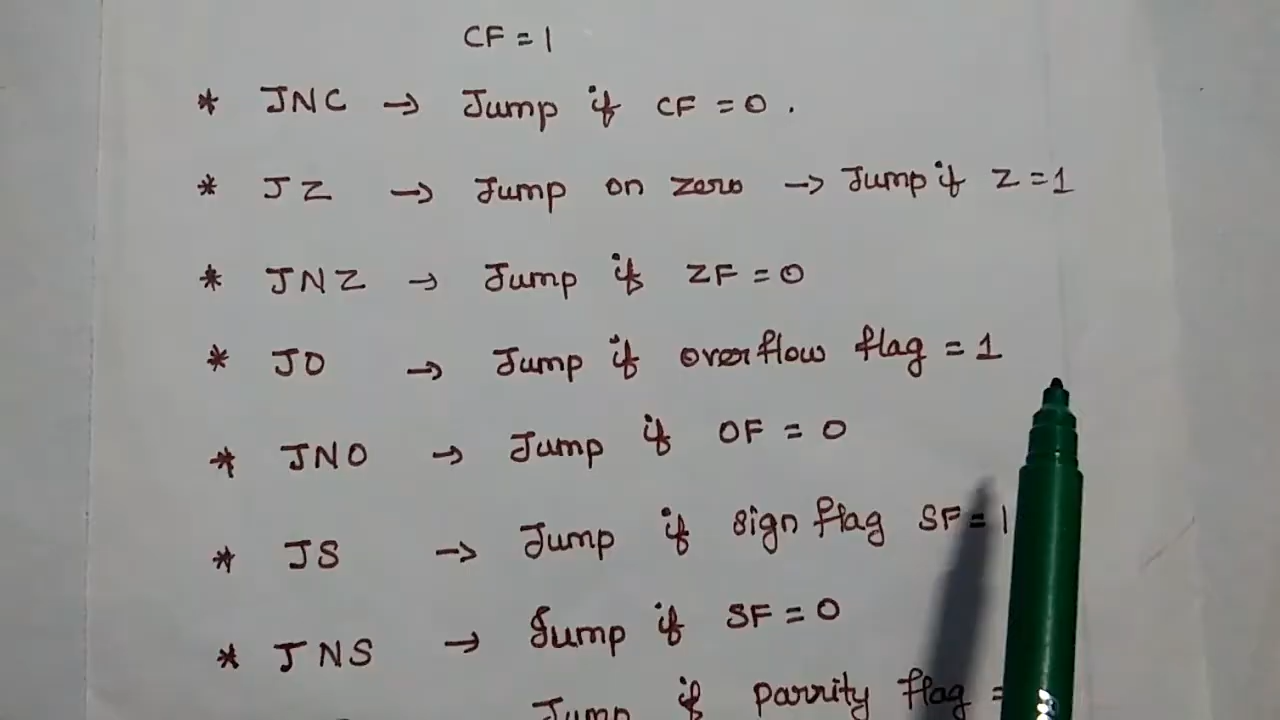 CF = 1
* JNC → Jump if CF = 0 .
* JZ → Jump on zero → Jump if Z = 1
* JNZ → Jump if ZF = 0
* JO → Jump if overflow flag = 1
* JNO → Jump if OF = 0
* JS → Jump if sign flag SF = 1
* JNS → Jump if SF = 0
Jump if parrity flag =